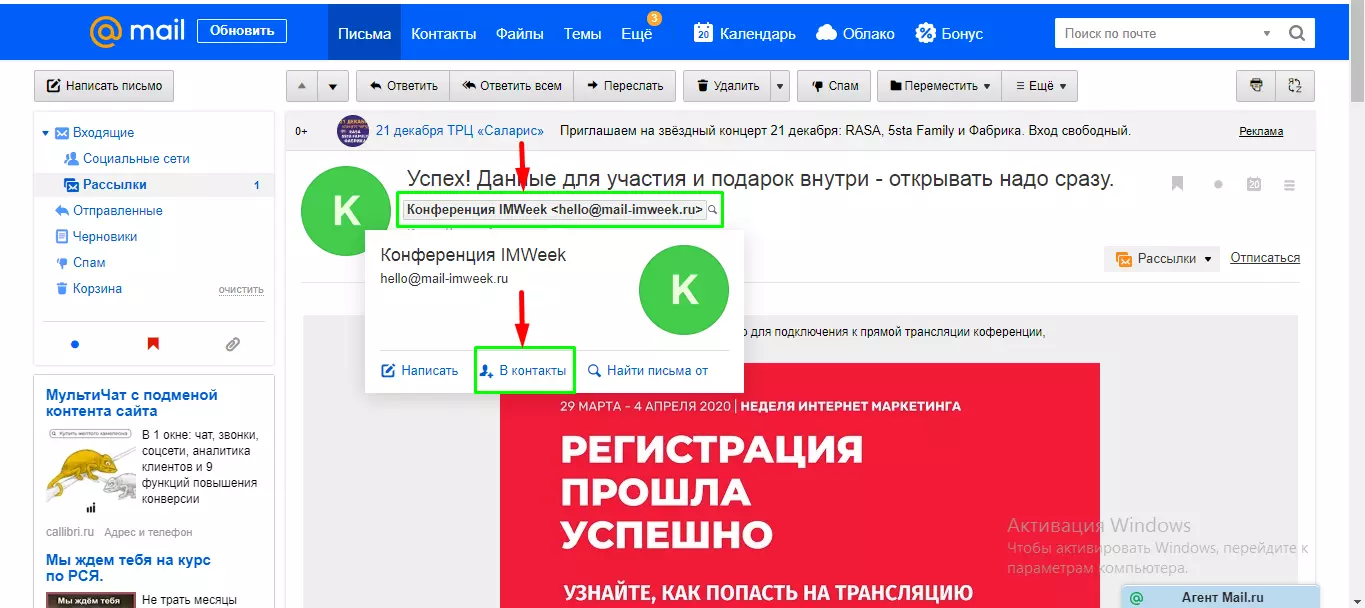 @mail Обновить Письма Контакты Файлы Темы Ещё 3 20 Календарь Облако Бонус Поиск по почте
Написать письмо Ответить Ответить всем Переслать Удалить Спам Переместить Ещё
Входящие
Социальные сети
Рассылки 1
Отправленные
Черновики
Спам
Корзина очистить
0+ 21 декабря ТРЦ «Саларис» Приглашаем на звёздный концерт 21 декабря: RASA, 5sta Family и Фабрика. Вход свободный. Реклама
К
Успех! Данные для участия и подарок внутри - открывать надо сразу.
20
Конференция IMWeek <hello@mail-imweek.ru>
Рассылки Отписаться
Конференция IMWeek
hello@mail-imweek.ru
К
Написать В контакты Найти письма от
о для подключения к прямой трансляции коференции,
29 МАРТА - 4 АПРЕЛЯ 2020 | НЕДЕЛЯ ИНТЕРНЕТ МАРКЕТИНГА
РЕГИСТРАЦИЯ
ПРОШЛА
УСПЕШНО
УЗНАЙТЕ, КАК ПОПАСТЬ НА ТРАНСЛЯЦИЮ
МультиЧат с подменой
контента сайта
Купить желтого хамелеона
В 1 окне: чат, звонки,
соцсети, аналитика
клиентов и 9
функций повышения
конверсии
callibri.ru Адрес и телефон
Мы ждем тебя на курс
по РСЯ.
Мы ждём тебя
Не трать месяцы
Активация Windows
Чтобы активировать Windows, перейдите к
параметрам компьютера.
@ Агент Mail.ru